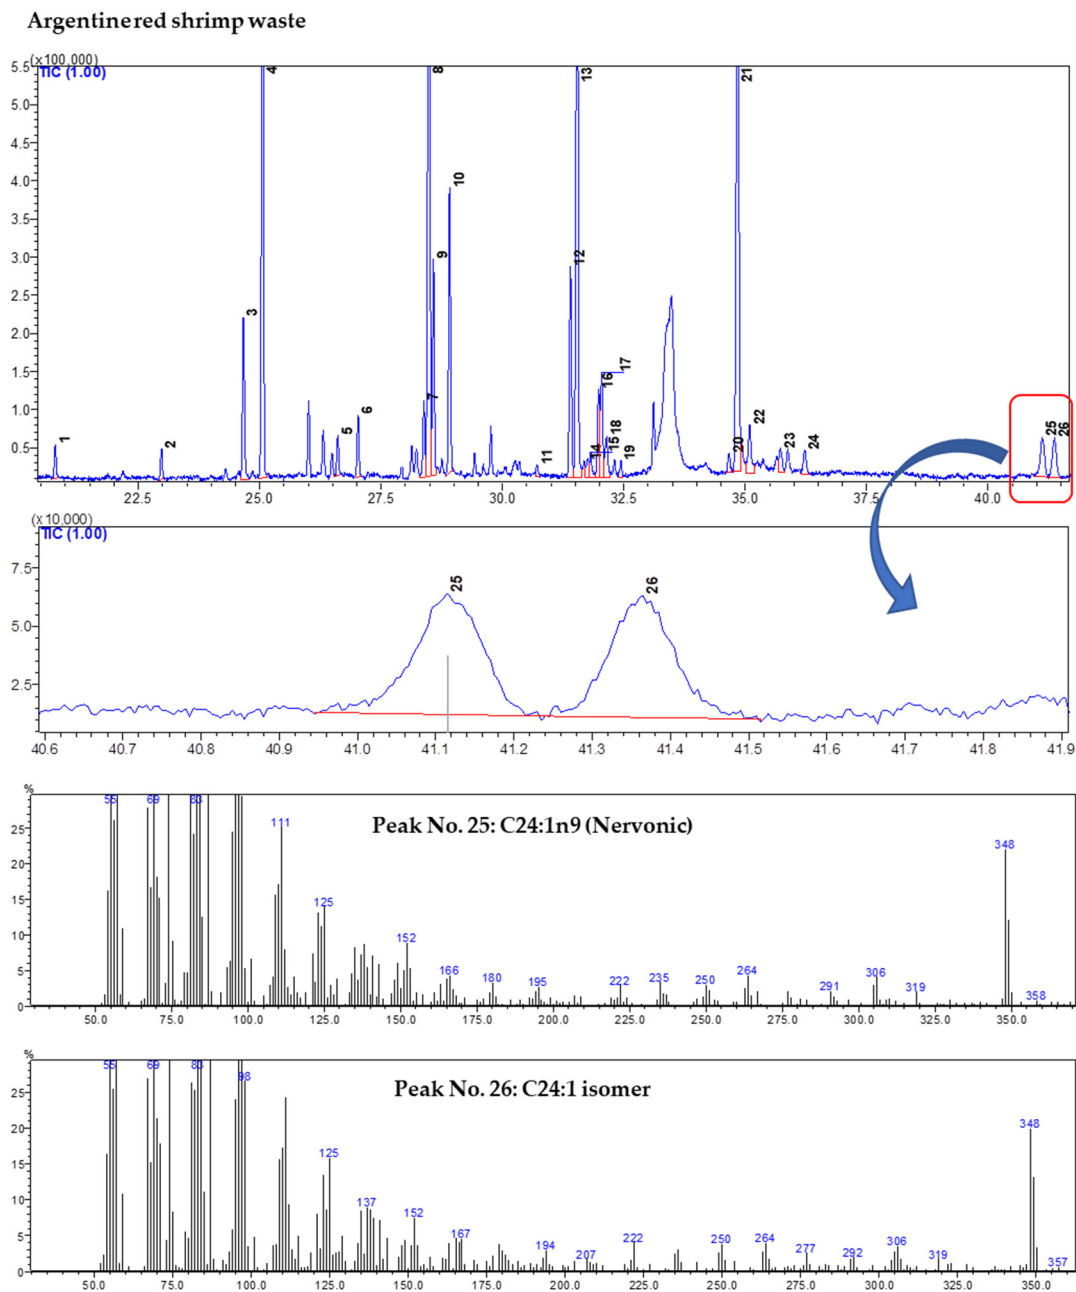 Argentine red shrimp waste
(x100,000)
TIC (1.00)
5.5
5.0
4.5
4.0
3.5
3.0
2.5
2.0
1.5
1.0
0.5
1 2 3 4 5 6 7 8 9 10 11 12 13 14 15 16 17 18 19 20 21 22 23 24 25 26
22.5 25.0 27.5 30.0 32.5 35.0 37.5 40.0
(x10,000)
TIC (1.00)
7.5
5.0
2.5
25 26
40.6 40.7 40.8 40.9 41.0 41.1 41.2 41.3 41.4 41.5 41.6 41.7 41.8 41.9
%
Peak No. 25: C24:1n9 (Nervonic)
25
20
15
10
5
0
55 69 83 111 125 152 166 180 195 222 235 250 264 291 306 319 348 358
50.0 75.0 100.0 125.0 150.0 175.0 200.0 225.0 250.0 275.0 300.0 325.0 350.0
%
Peak No. 26: C24:1 isomer
25
20
15
10
5
0
55 69 83 98 125 137 152 167 194 207 222 250 264 277 292 306 319 348 357
50.0 75.0 100.0 125.0 150.0 175.0 200.0 225.0 250.0 275.0 300.0 325.0 350.0